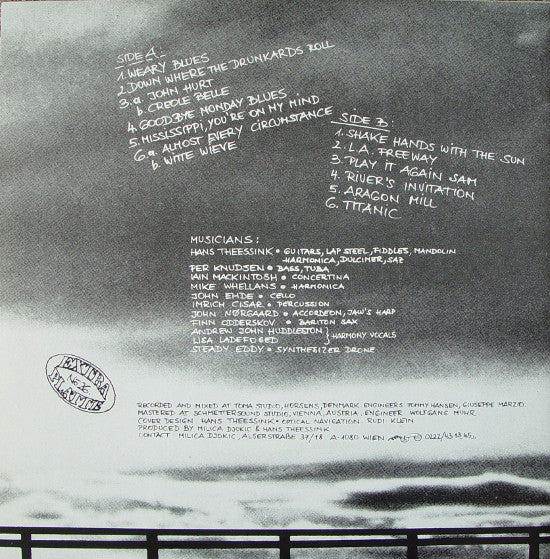 SIDE A:
1. WEARY BLUES
2. DOWN WHERE THE DRUNKARDS ROLL
3. a JOHN HURT
b. CREOLE BELLE
4. GOODBYE MONDAY BLUES
5. MISSISSIPPI, YOU'RE ON MY MIND
6. a ALMOST EVERY CIRCUMSTANCE
b. WITTE WIEVE
SIDE B:
1. SHAKE HANDS WITH THE SUN
2. L.A. FREEWAY
3. PLAY IT AGAIN SAM
4. RIVER'S INVITATION
5. ARAGON MILL
6. TITANIC
MUSICIANS:
HANS THEESSINK • GUITARS, LAP STEEL, FIDDLES, MANDOLIN
HARMONICA, DULCIMER, SAZ
PER KNUDSEN • BASS, TUBA
IAIN MACKINTOSH • CONCERTINA
MIKE WHELLANS • HARMONICA
JOHN EHDE • CELLO
IMRICH CISAR • PERCUSSION
JOHN NØRGAARD • ACCORDEON, JAW'S HARP
FINN ODDERSKOV • BARITON SAX
ANDREW JOHN HUDDLESTON
LISA LADEFOGED
} HARMONY VOCALS
STEADY EDDY • SYNTHESIZER DRONE
EXTRA
PLATTE
RECORDED AND MIXED AT TOMA STUDIO, HORSENS, DENMARK ENGINEERS TOMMY HANSEN, GIUSEPPE MARZIO.
MASTERED AT SCHMETTERSOUND STUDIO, VIENNA, AUSTRIA. ENGINEER WOLFGANG MÜHR
COVER DESIGN HANS THEESSINK • OPTICAL NAVIGATION RUDI KLEIN
PRODUCED BY MILICA DJOKIC & HANS THEESSINK
CONTACT MILICA DJOKIC, ALSERSTRAßE 37/18 A-1080 WIEN